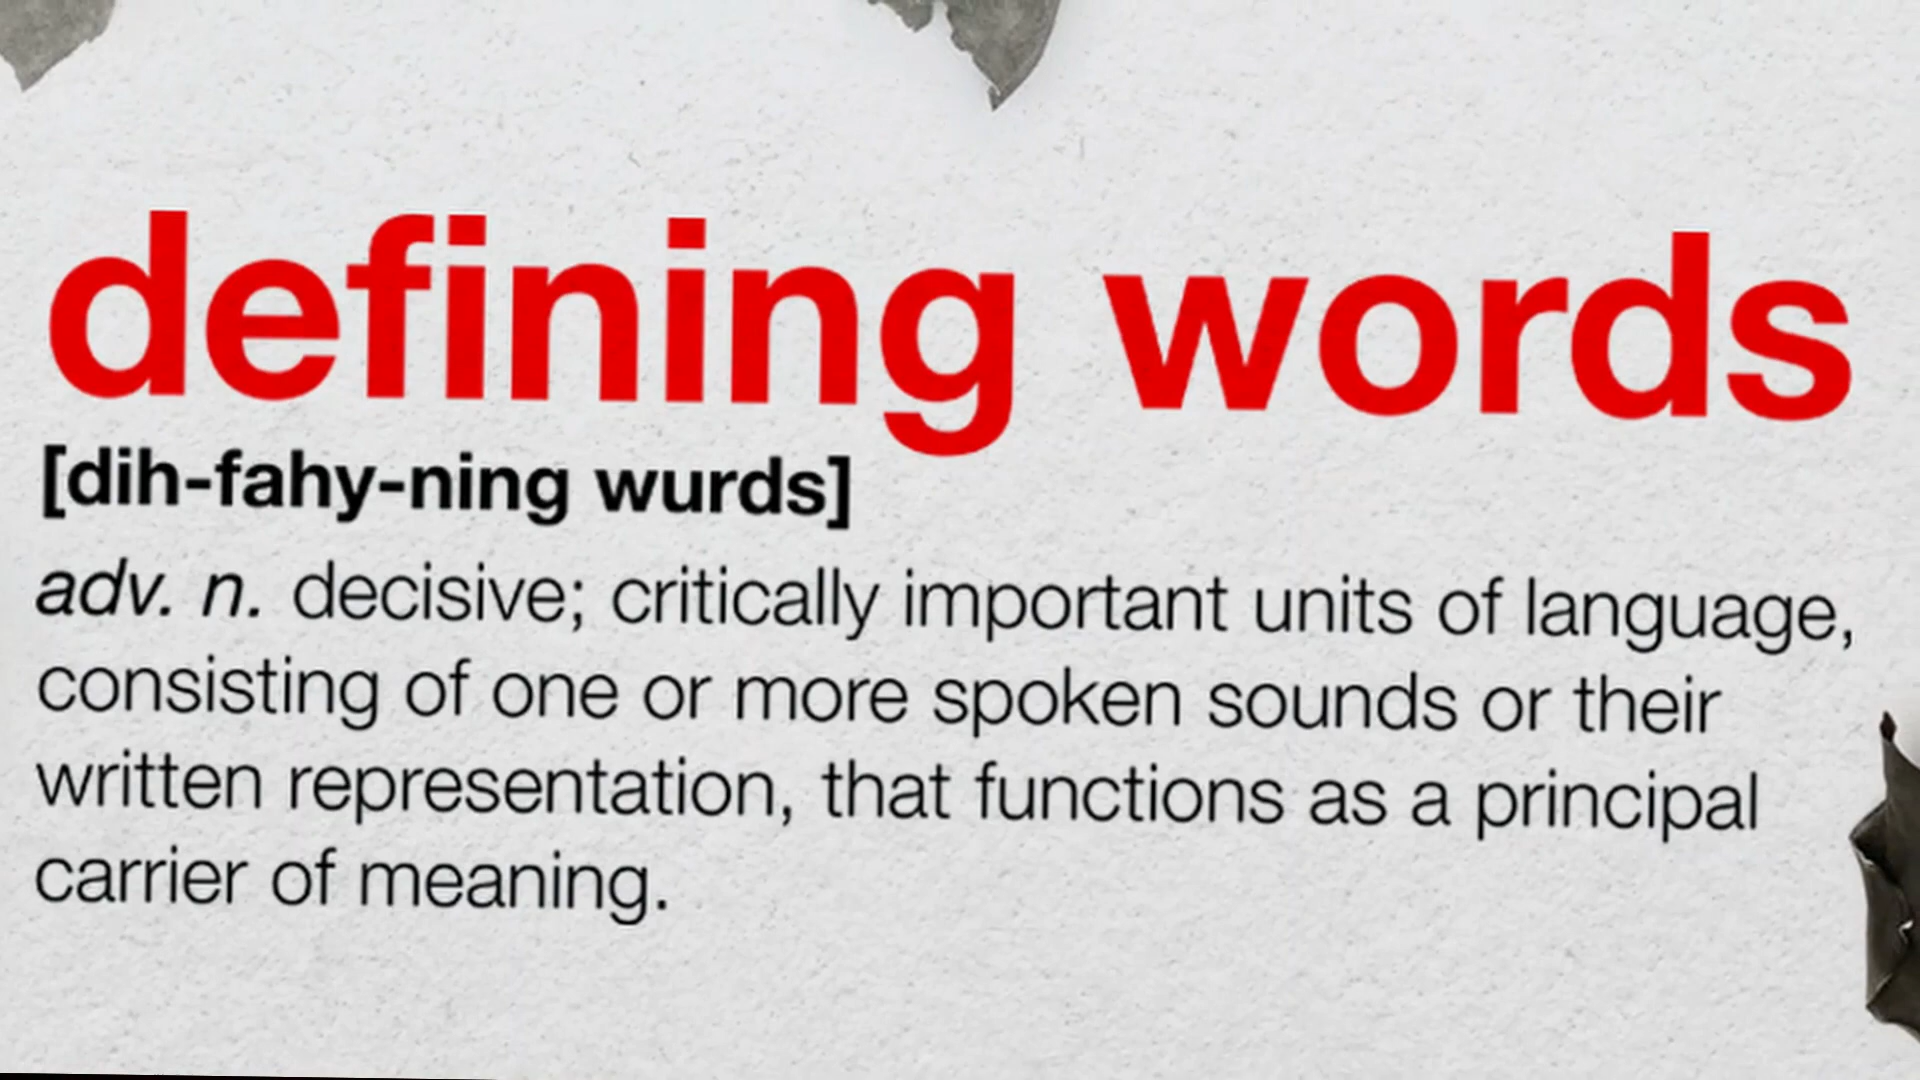 defining words
[dih-fahy-ning wurds]
adv. n. decisive; critically important units of language,
consisting of one or more spoken sounds or their
written representation, that functions as a principal
carrier of meaning.